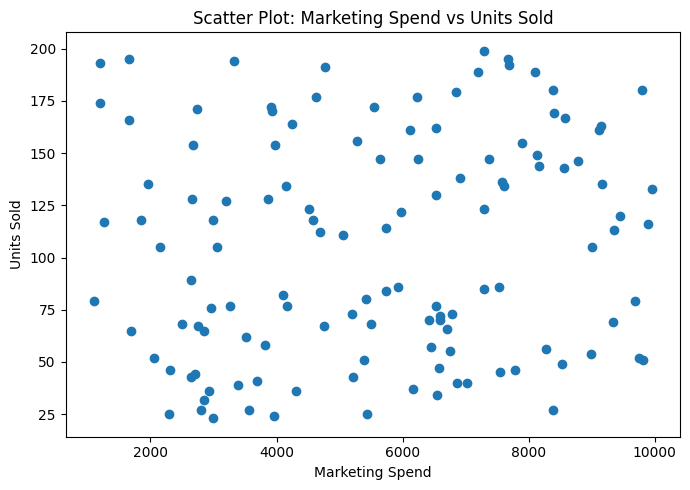 Scatter Plot: Marketing Spend vs Units Sold
Units Sold
200
175
150
125
100
75
50
25
2000 4000 6000 8000 10000
Marketing Spend